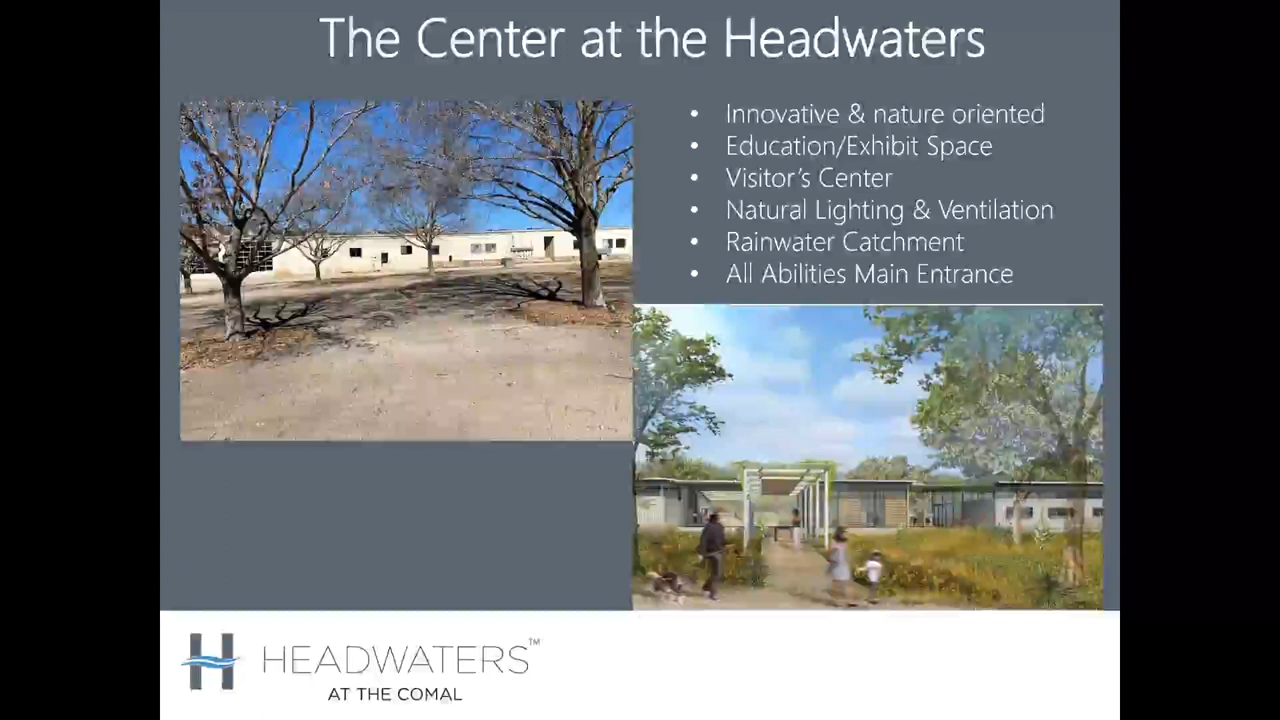 The Center at the Headwaters
• Innovative & nature oriented
• Education/Exhibit Space
• Visitor's Center
• Natural Lighting & Ventilation
• Rainwater Catchment
• All Abilities Main Entrance
H HEADWATERS™
AT THE COMAL